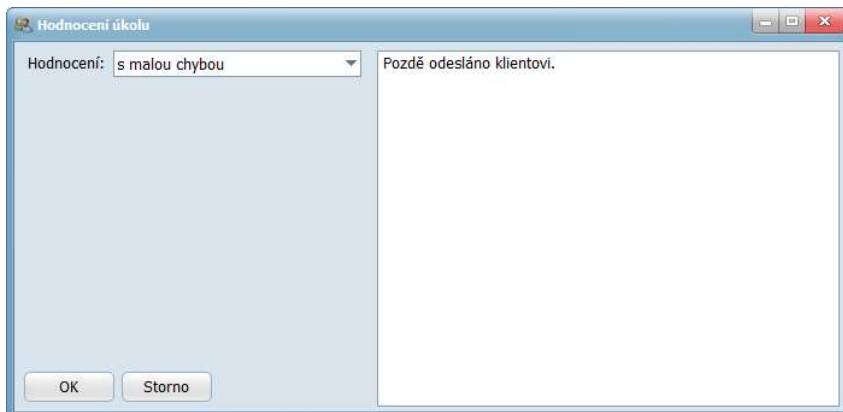 Hodnocení úkolu
Hodnocení: s malou chybou
Pozdě odesláno klientovi.
OK Storno